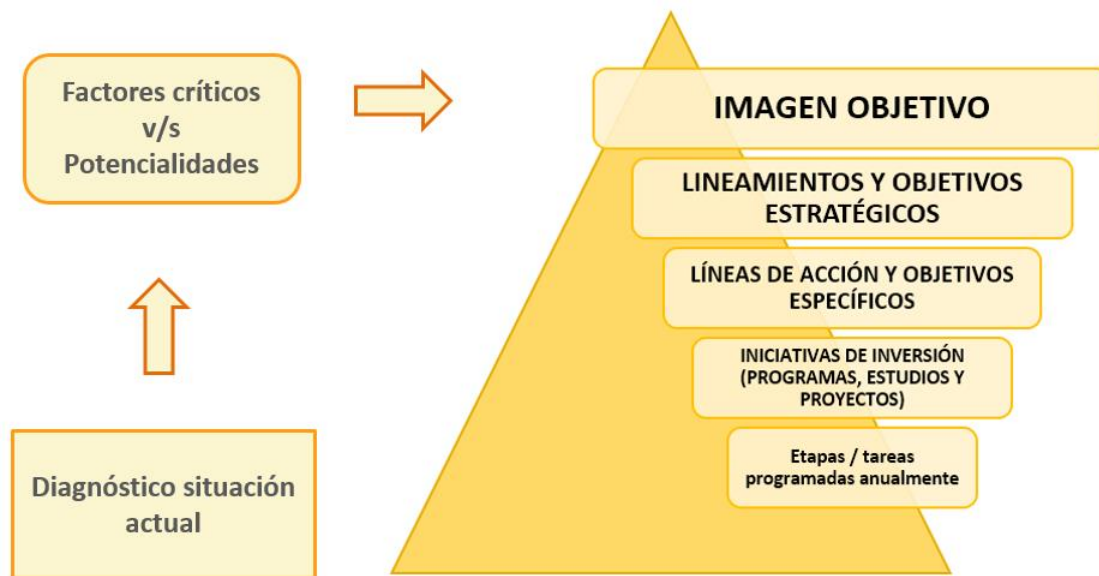 Factores críticos
v/s
Potencialidades
Diagnóstico situación
actual
IMAGEN OBJETIVO
LINEAMIENTOS Y OBJETIVOS
ESTRATÉGICOS
LÍNEAS DE ACCIÓN Y OBJETIVOS
ESPECÍFICOS
INICIATIVAS DE INVERSIÓN
(PROGRAMAS, ESTUDIOS Y
PROYECTOS)
Etapas / tareas
programadas anualmente